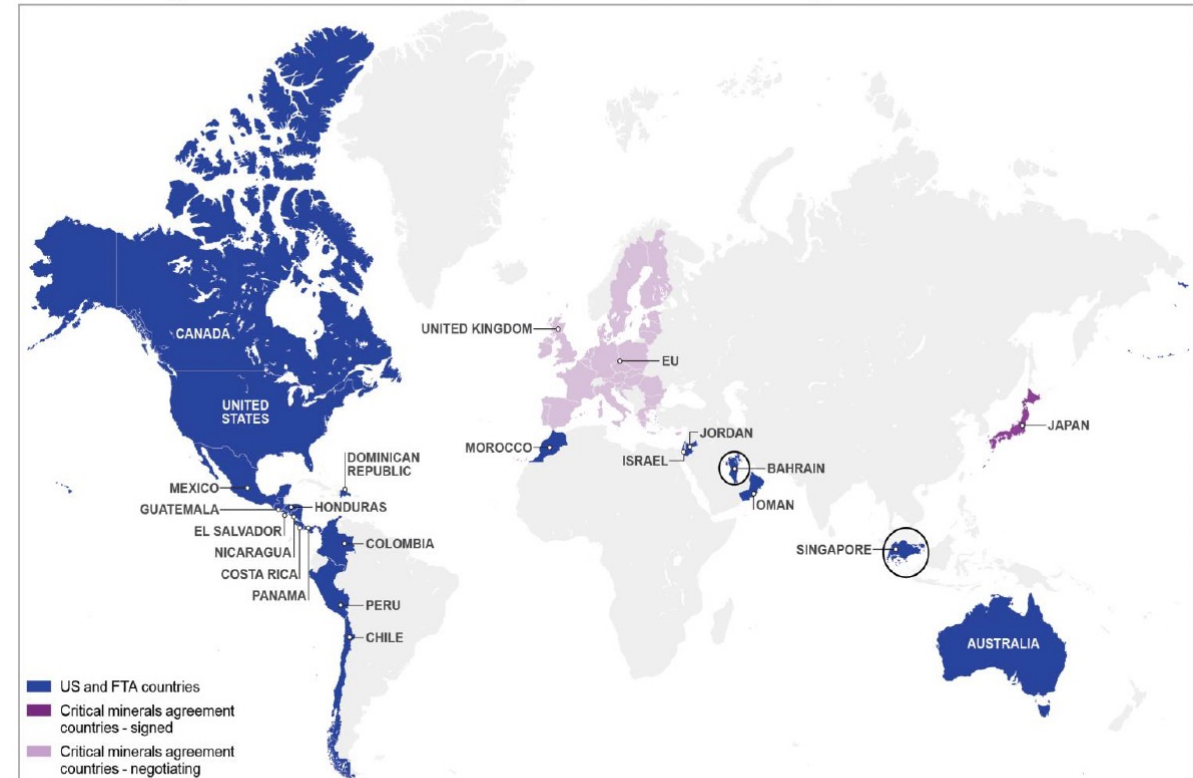 CANADA
UNITED
STATES
MEXICO
GUATEMALA
EL SALVADOR
NICARAGUA
COSTA RICA
PANAMA
DOMINICAN
REPUBLIC
HONDURAS
COLOMBIA
PERU
CHILE
UNITED KINGDOM
EU
MOROCCO
ISRAEL
JORDAN
BAHRAIN
OMAN
SINGAPORE
JAPAN
AUSTRALIA
US and FTA countries
Critical minerals agreement
countries - signed
Critical minerals agreement
countries - negotiating